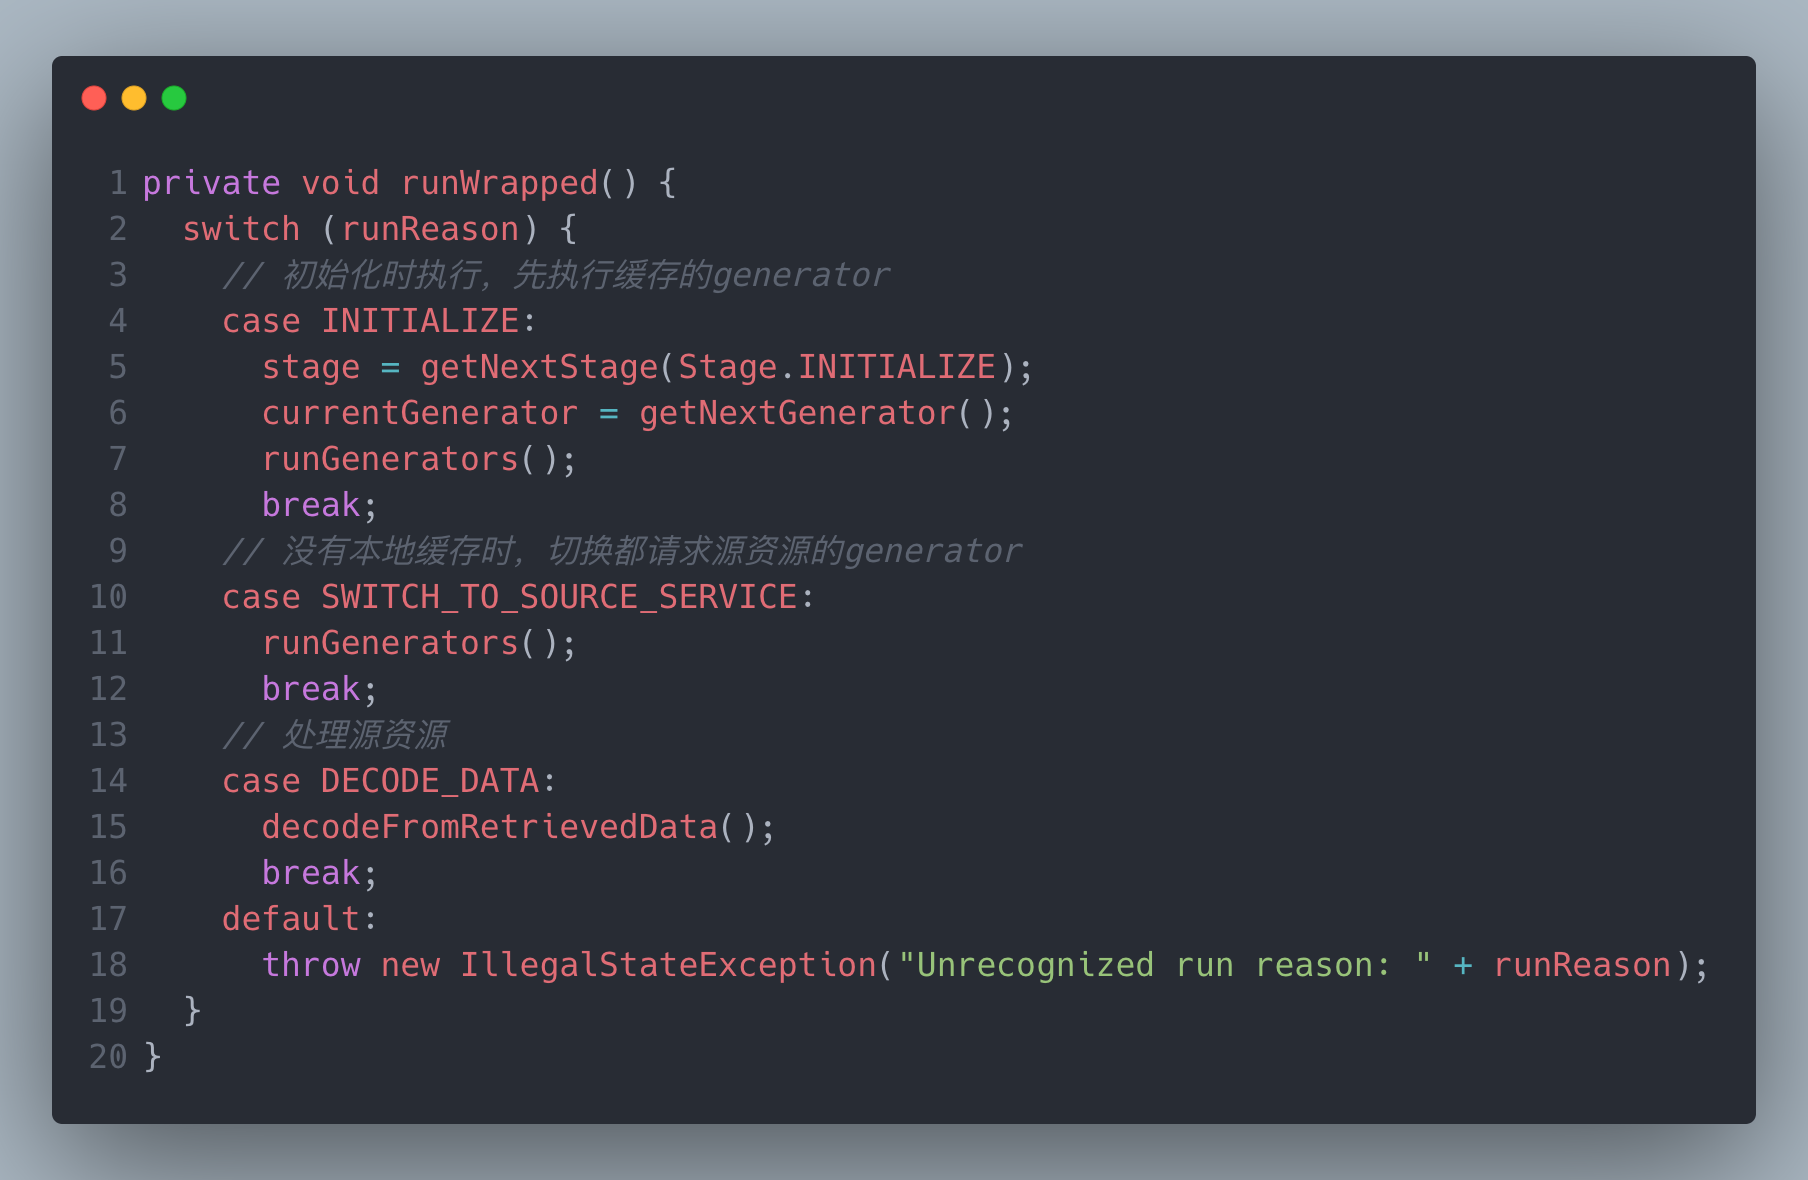 1 private void runWrapped() {
2   switch (runReason) {
3     // 初始化时执行，先执行缓存的generator
4     case INITIALIZE:
5       stage = getNextStage(Stage.INITIALIZE);
6       currentGenerator = getNextGenerator();
7       runGenerators();
8       break;
9     // 没有本地缓存时，切换都请求源资源的generator
10     case SWITCH_TO_SOURCE_SERVICE:
11       runGenerators();
12       break;
13     // 处理源资源
14     case DECODE_DATA:
15       decodeFromRetrievedData();
16       break;
17     default:
18       throw new IllegalStateException("Unrecognized run reason: " + runReason);
19   }
20 }